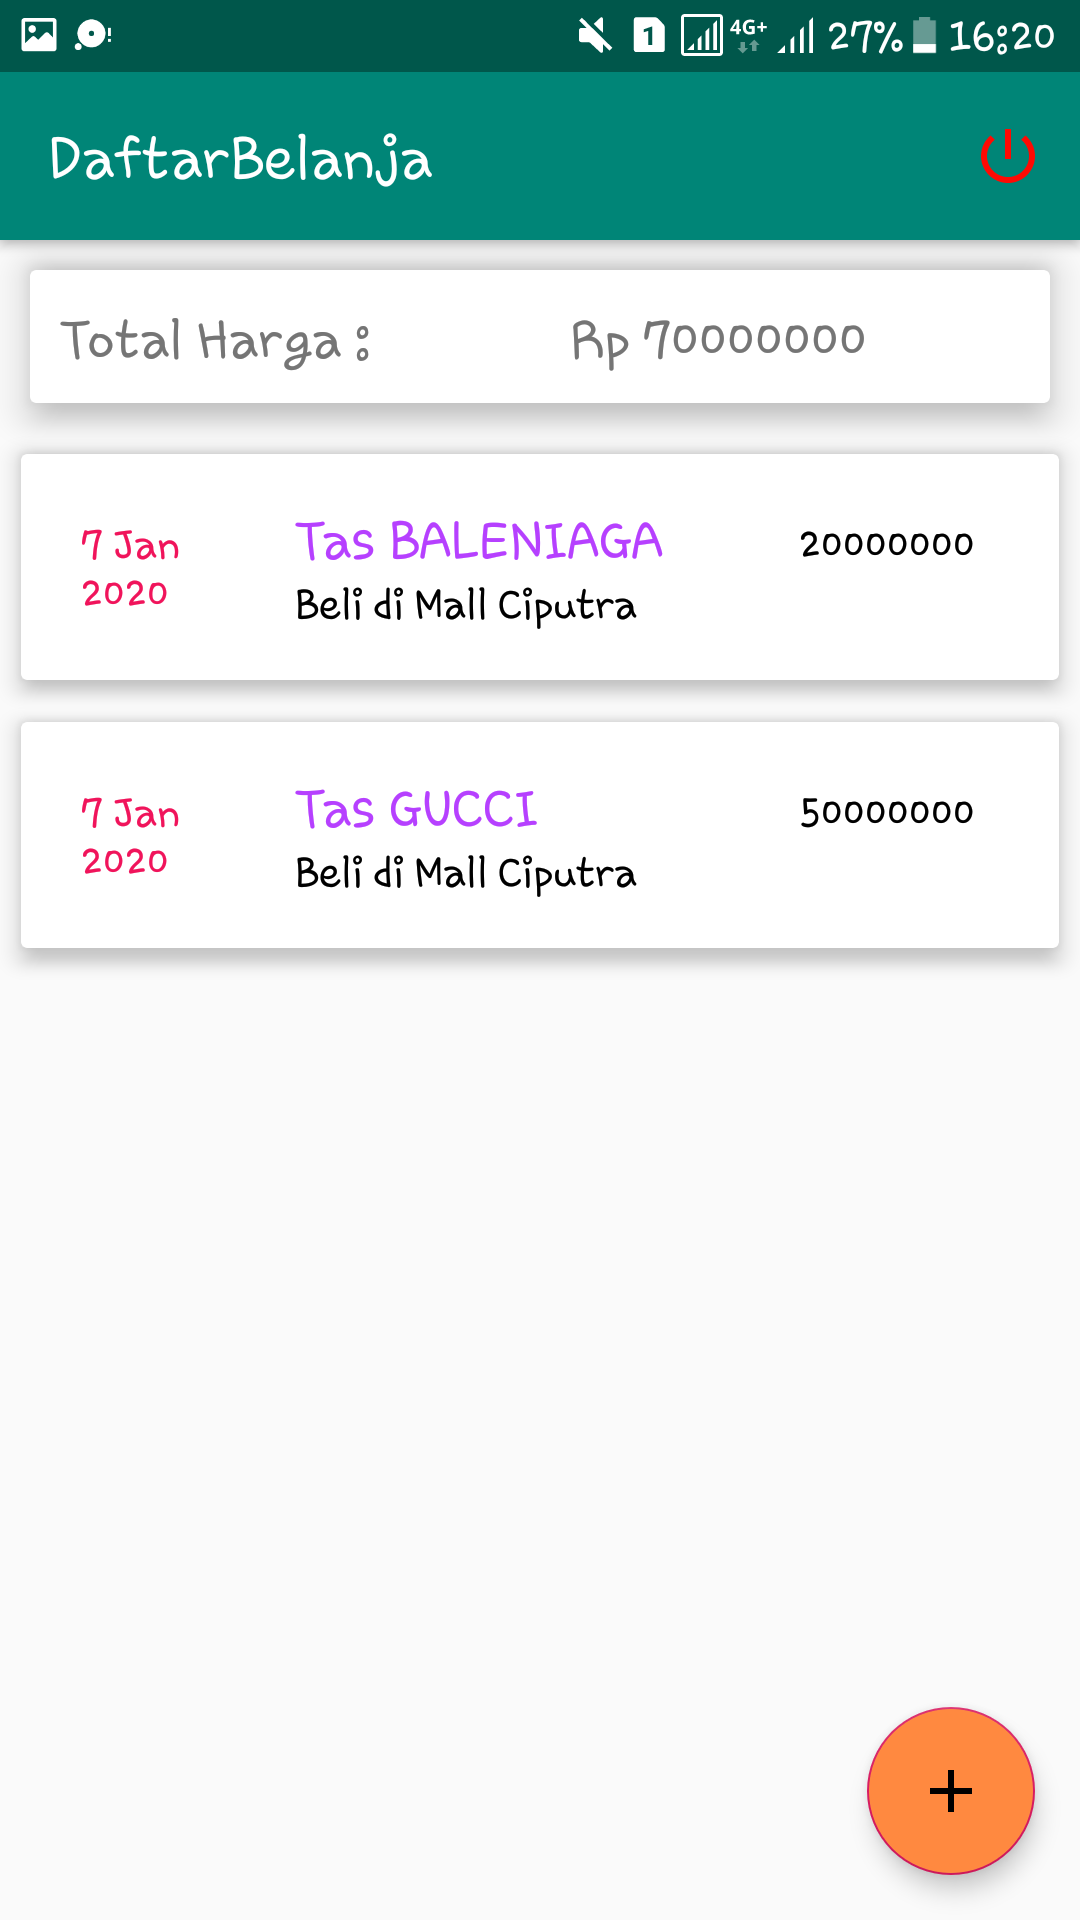 1 4G+ 27% 16:20
DaftarBelanja
Total Harga : Rp 70000000
7 Jan 2020
Tas BALENIAGA
Beli di Mall Ciputra
20000000
7 Jan 2020
Tas GUCCI
Beli di Mall Ciputra
50000000